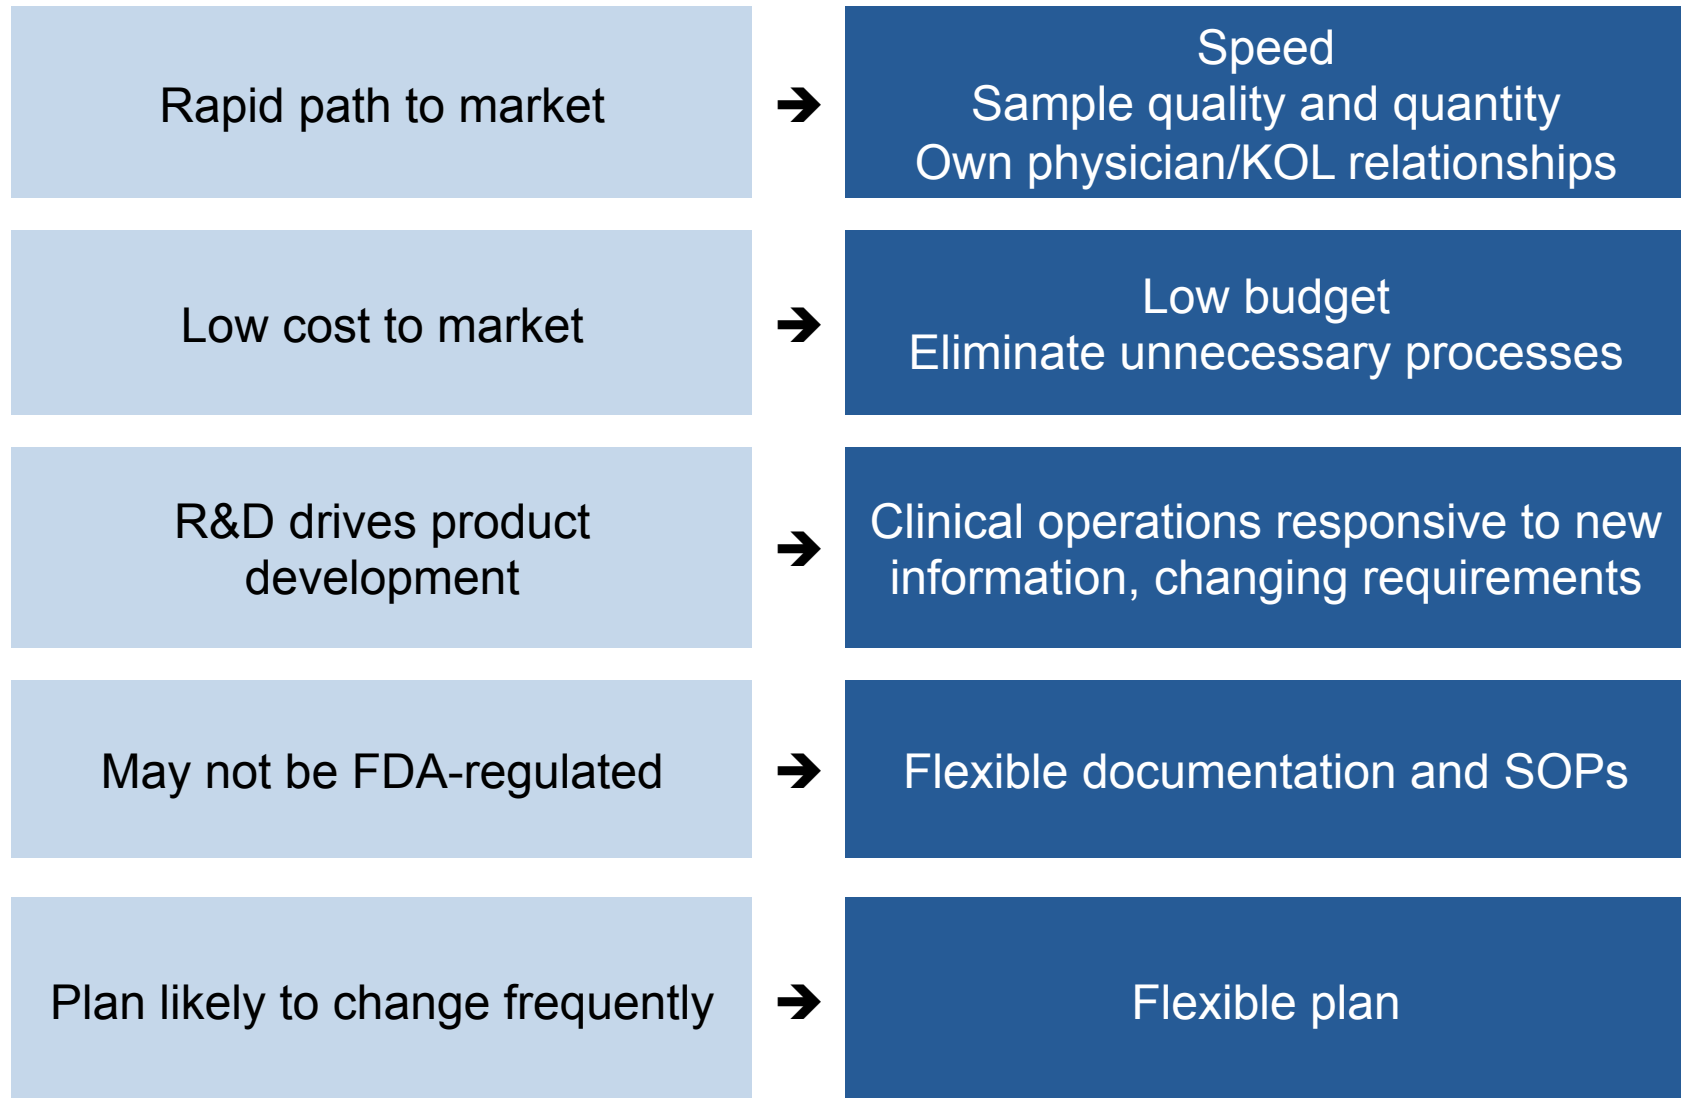 Rapid path to market
➔
Speed
Sample quality and quantity
Own physician/KOL relationships
Low cost to market
➔
Low budget
Eliminate unnecessary processes
R&D drives product
development
➔
Clinical operations responsive to new
information, changing requirements
May not be FDA-regulated
➔
Flexible documentation and SOPs
Plan likely to change frequently
➔
Flexible plan